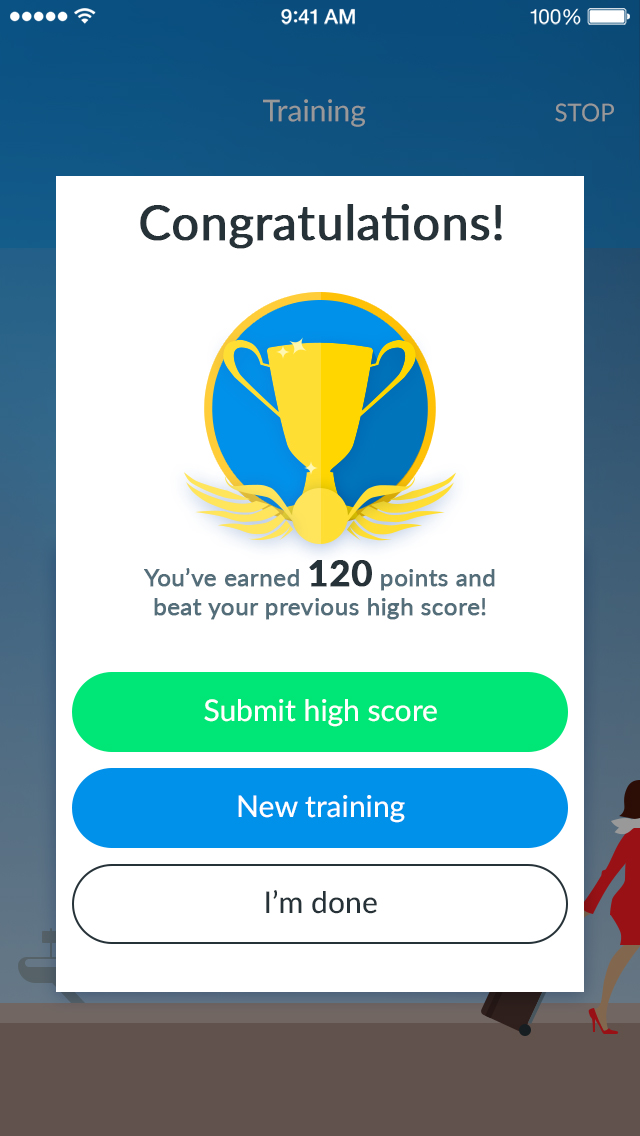 9:41 AM
100%
Training
STOP
Congratulations!
You’ve earned 120 points and
beat your previous high score!
Submit high score
New training
I’m done